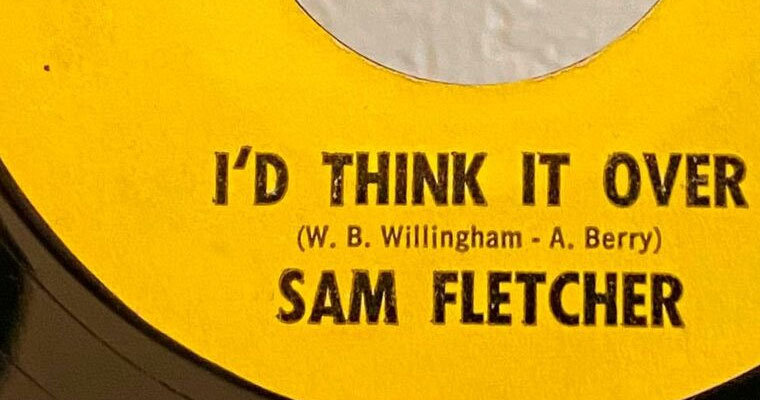 I'D THINK IT OVER
(W. B. Willingham - A. Berry)
SAM FLETCHER